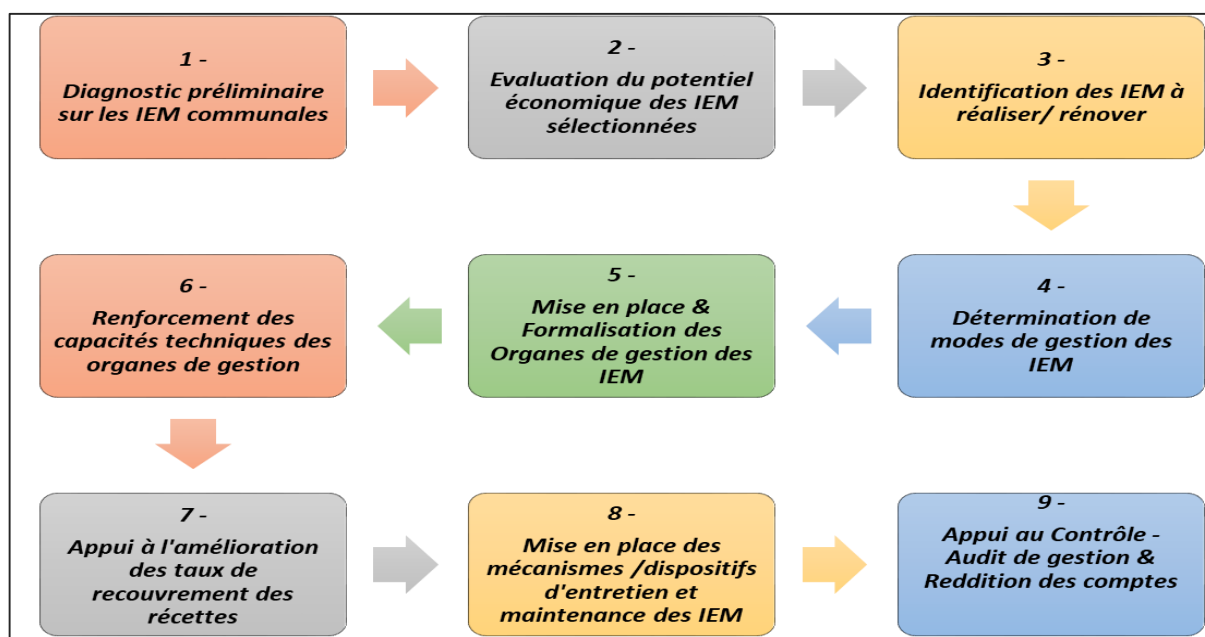 1 -
Diagnostic préliminaire
sur les IEM communales
2 -
Evaluation du potentiel
économique des IEM
sélectionnées
3 -
Identification des IEM à
réaliser/ rénover
4 -
Détermination de
modes de gestion des
IEM
5 -
Mise en place &
Formalisation des
Organes de gestion des
IEM
6 -
Renforcement des
capacités techniques des
organes de gestion
7 -
Appui à l'amélioration
des taux de
recouvrement des
récettes
8 -
Mise en place des
mécanismes /dispositifs
d'entretien et
maintenance des IEM
9 -
Appui au Contrôle -
Audit de gestion &
Reddition des comptes